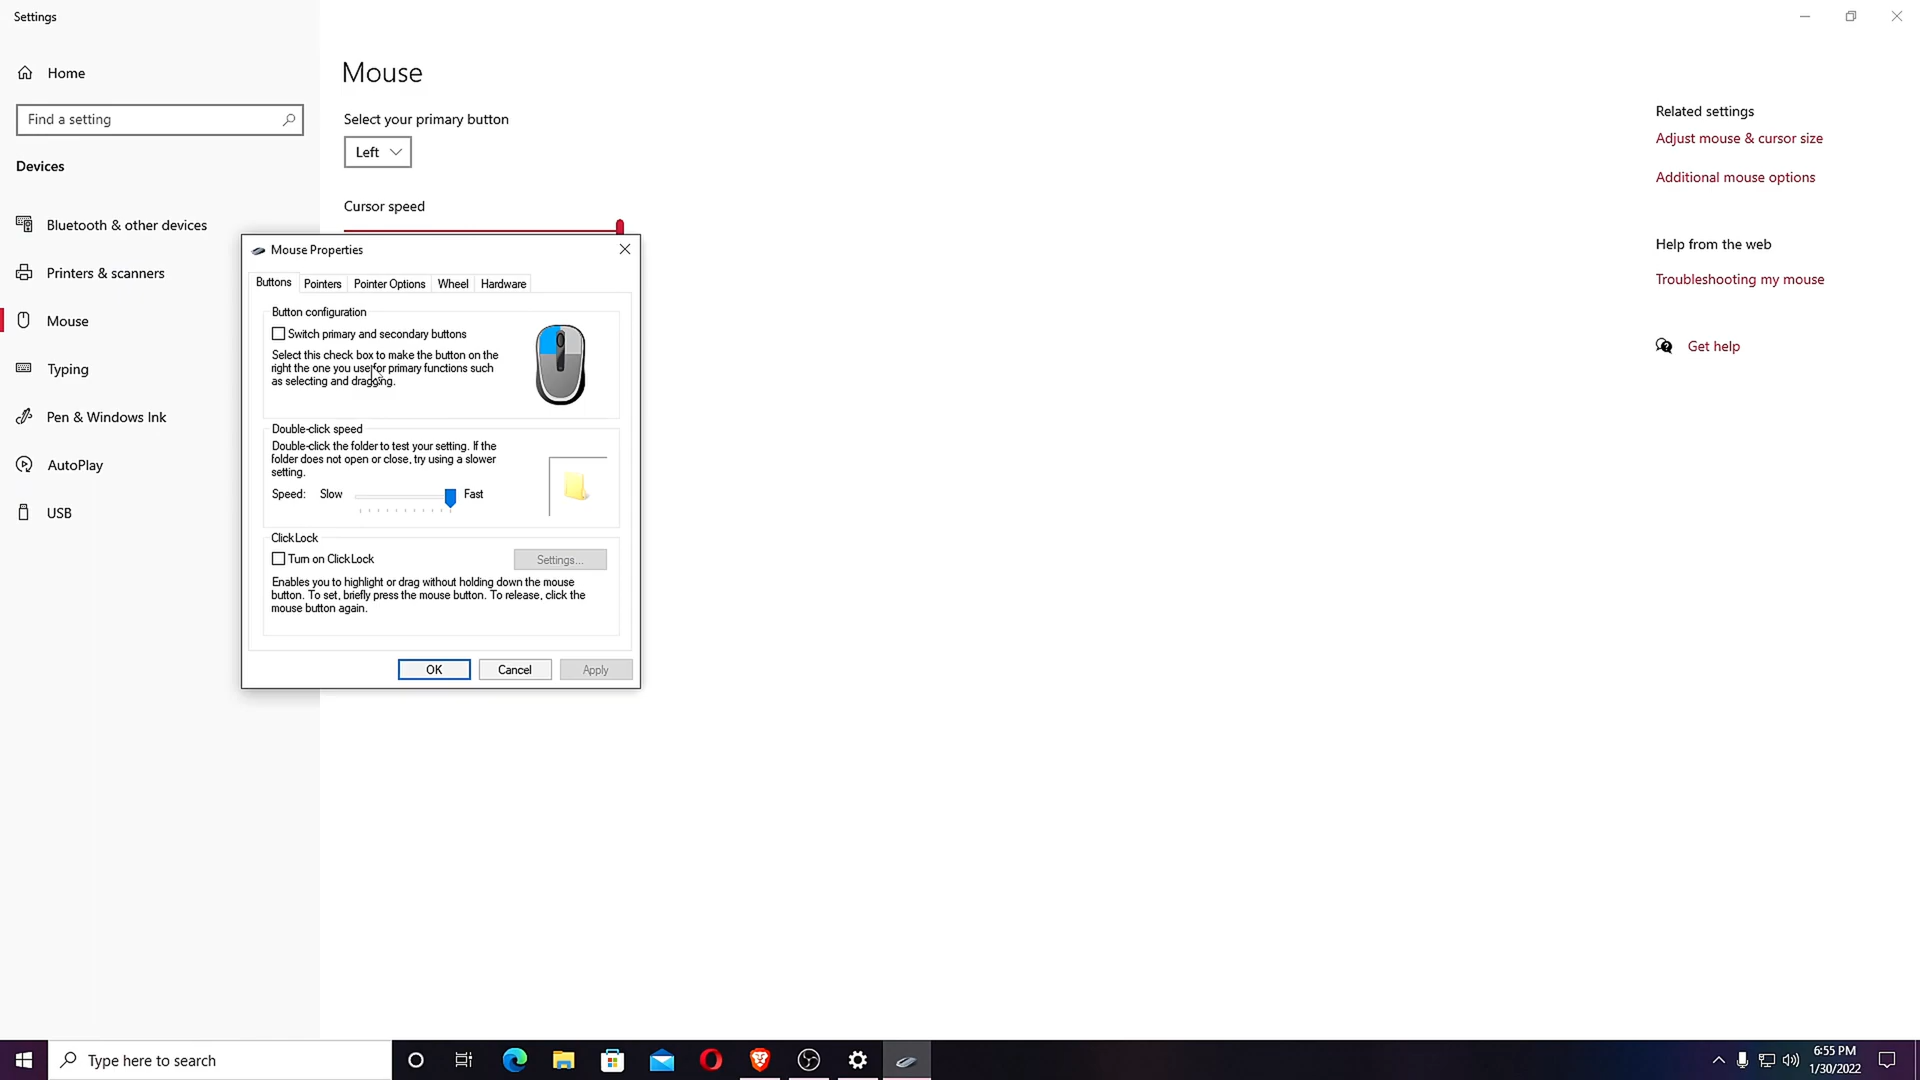 Settings
Home
Find a setting
Devices
Bluetooth & other devices
Printers & scanners
Mouse
Typing
Pen & Windows Ink
AutoPlay
USB
Mouse
Select your primary button
Left
Cursor speed
Mouse Properties
Buttons Pointers Pointer Options Wheel Hardware
Button configuration
Switch primary and secondary buttons
Select this check box to make the button on the
right the one you use for primary functions such
as selecting and dragging.
Double-click speed
Double-click the folder to test your setting. If the
folder does not open or close, try using a slower
setting.
Speed: Slow Fast
ClickLock
Turn on ClickLock
Settings...
Enables you to highlight or drag without holding down the mouse
button. To set, briefly press the mouse button. To release, click the
mouse button again.
OK Cancel Apply
Related settings
Adjust mouse & cursor size
Additional mouse options
Help from the web
Troubleshooting my mouse
Get help
Type here to search
6:55 PM
1/30/2022